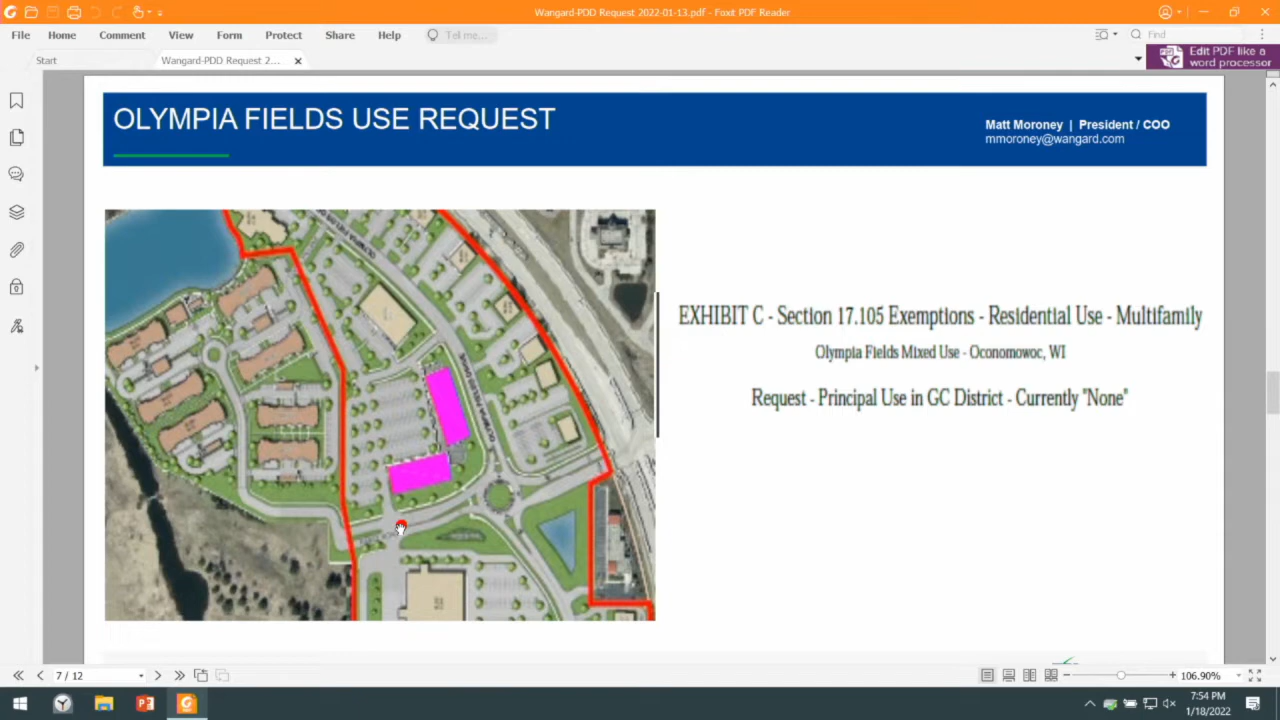 Wangard-PDD Request 2022-01-13.pdf - Foxit PDF Reader
File Home Comment View Form Protect Share Help Tell me... Find
Start Wangard-PDD Request 2... Edit PDF like a
word processor
OLYMPIA FIELDS USE REQUEST
Matt Moroney | President / COO
mmoroney@wangard.com
EXHIBIT C - Section 17.105 Exemptions - Residential Use - Multifamily
Olympia Fields Mixed Use - Oconomowoc, WI
Request - Principal Use in GC District - Currently "None"
OLYMPIA FIELDS DRIVE
7 / 12
106.90%
7:54 PM
1/18/2022